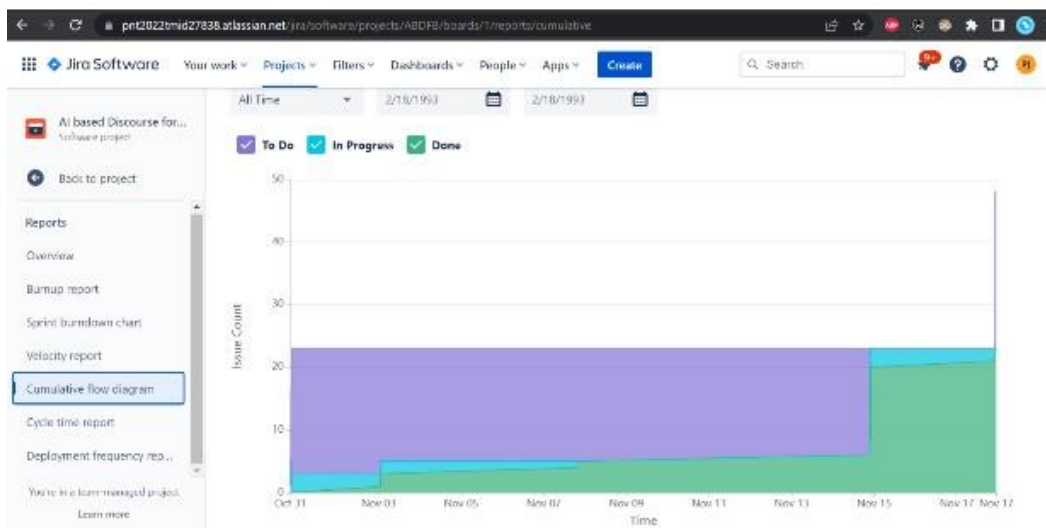 pnt2022tmid27838.atlassian.net/jira/software/projects/ABDFB/boards/1/reports/cumulative
Jira Software Your work Projects Filters Dashboards People Apps Create Search 9+ PJ
All Time 2/18/1993 2/18/1993
AI based Discourse for...
Software project
To Do In Progress Done
Back to project
Reports
Overview
Burnup report
Sprint burndown chart
Velocity report
Cumulative flow diagram
Cycle time report
Deployment frequency rep...
You're in a team-managed project
Learn more
50
40
30
20
10
0
Issue Count
Oct 31 Nov 03 Nov 05 Nov 07 Nov 09 Nov 11 Nov 13 Nov 15 Nov 17 Nov 17
Time